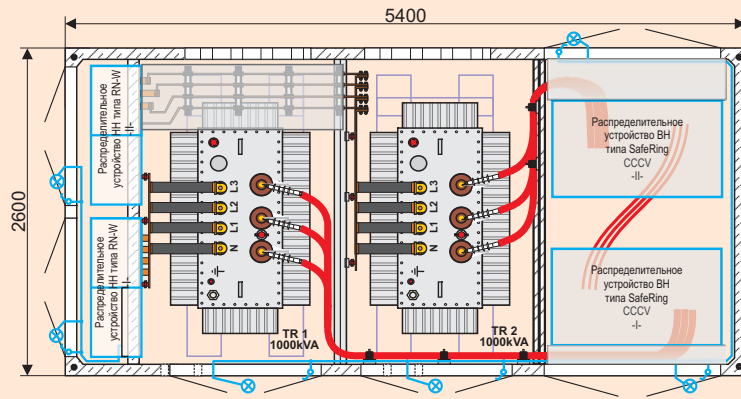 5400
2600
Распределительное
устройство НН типа RN-W
-II-
Распределительное
устройство НН типа RN-W
-I-
L3
L2
L1
N
TR 1
1000kVA
L3
L2
L1
N
TR 2
1000kVA
Распределительное
устройство ВН
типа SafeRing
CCCV
-II-
Распределительное
устройство ВН
типа SafeRing
CCCV
-I-